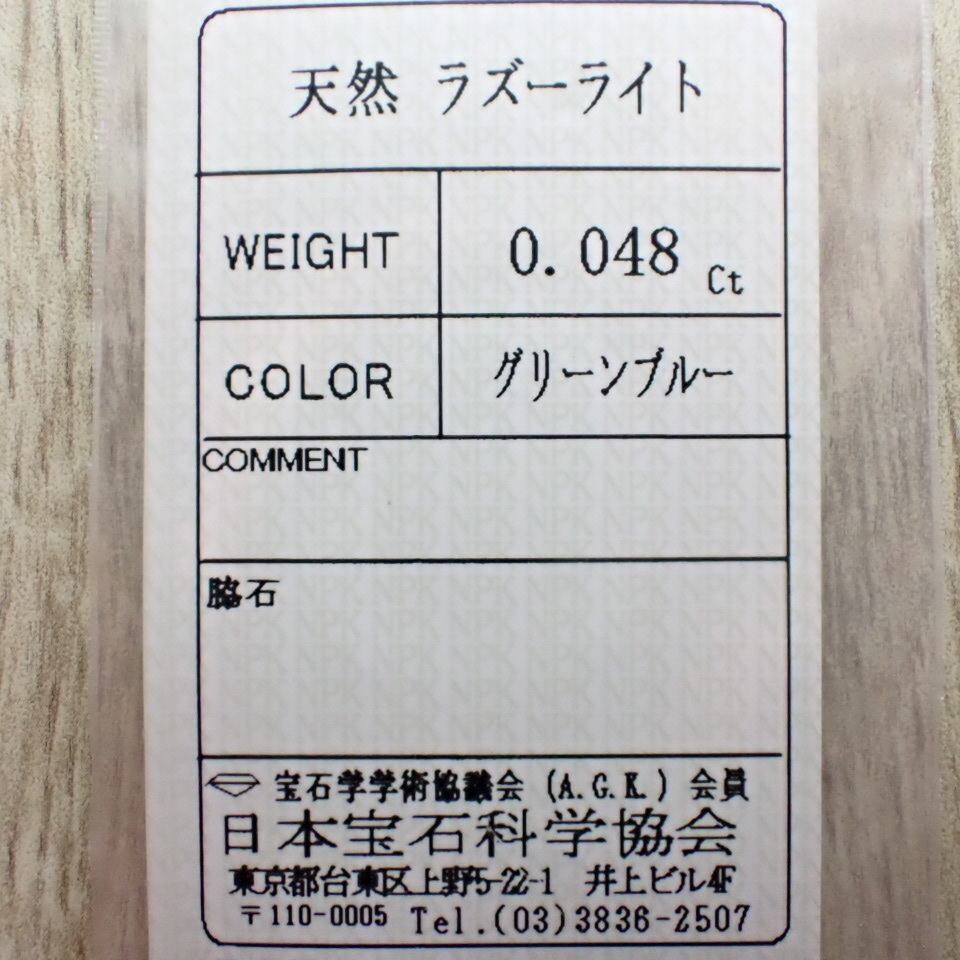 天然 ラズーライト
WEIGHT 0.048 Ct
COLOR グリーンブルー
COMMENT
脇石
宝石学学術協議会 (A.G.K.) 会員
日本宝石科学協会
東京都台東区上野5-22-1 井上ビル4F
〒110-0005 Tel.(03)3836-2507